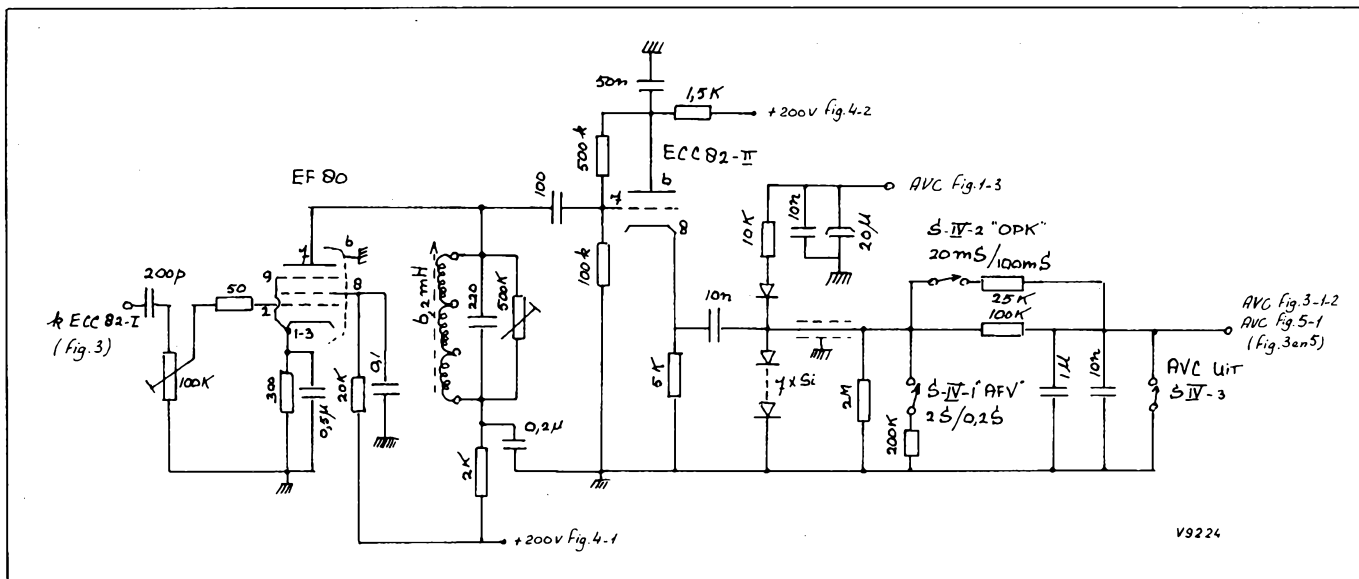 50n
1,5K
+200V fig.4-2
500k
ECC 82-II
EF 80
100
7
b
8
AVC fig.1-3
10K
10n
20µ
S-IV-2 "OPK"
20mS/100mS
200p
7
b
9
8
2
1-3
50
k ECC 82-I
(fig.3)
100K
300
0,5µ
20K
0,1
A
220
500K
0,2µ
2K
100k
5K
10n
7xSi
2M
S-IV-1 "AFV"
2S/0,2S
200K
25K
100K
1µ
10n
AVC Uit
S IV-3
AVC fig.3-1-2
AVC fig.5-1
(fig.3en5)
+200V fig.4-1
V9224